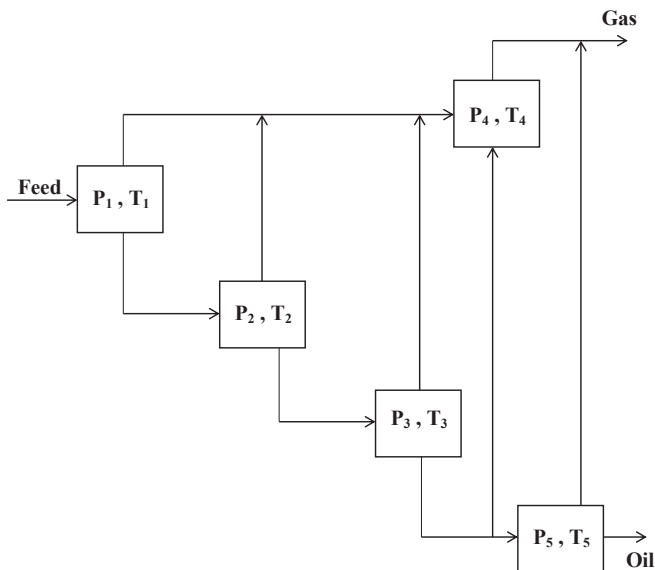 Gas
P₄ , T₄
Feed
P₁ , T₁
P₂ , T₂
P₃ , T₃
P₅ , T₅
Oil